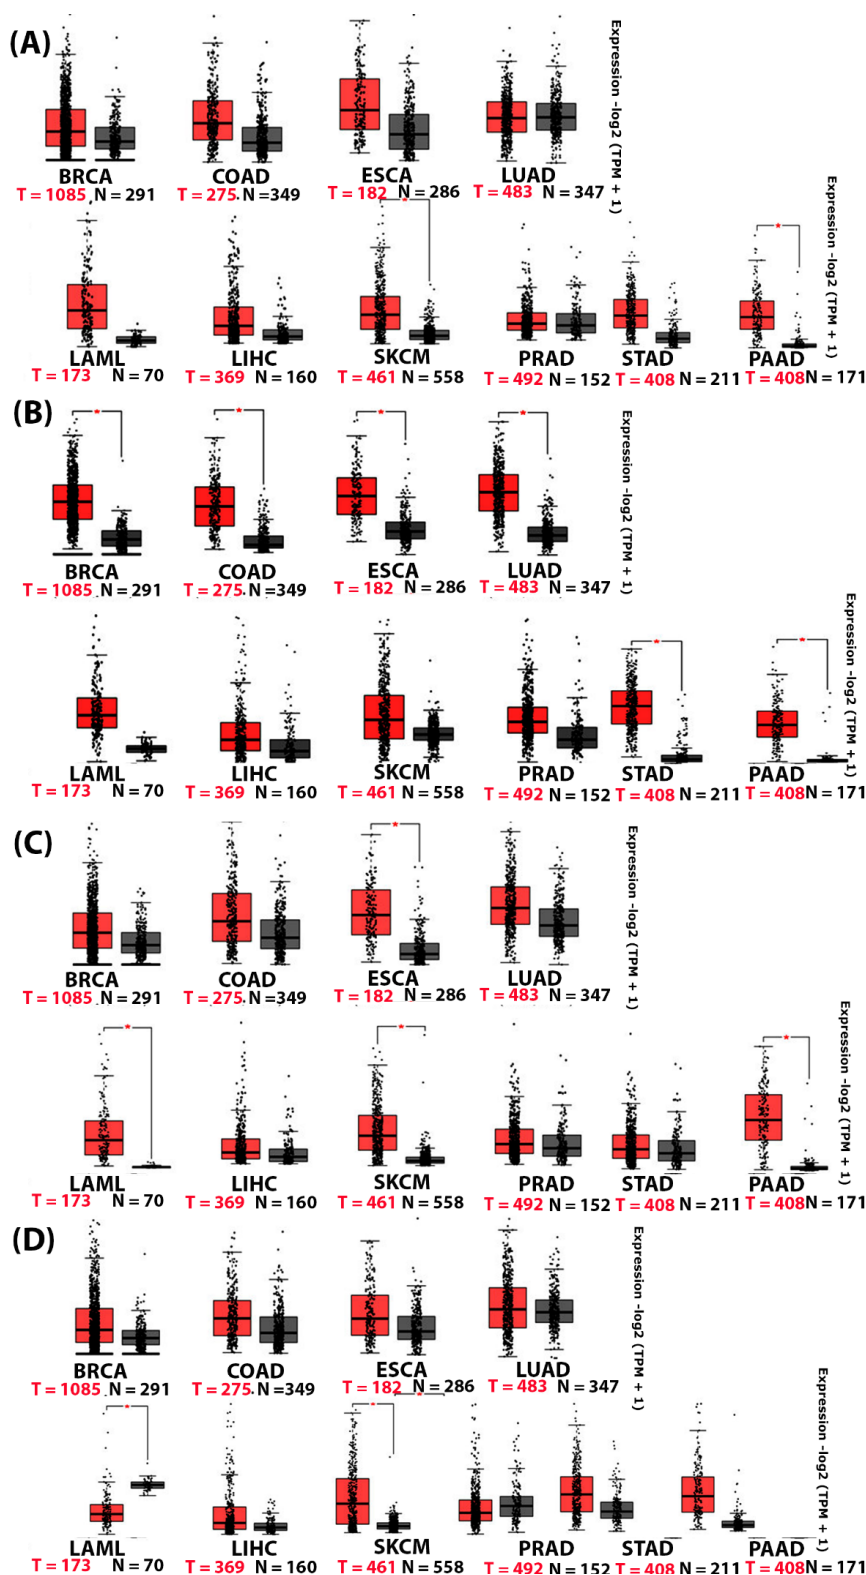 (A)
Expression -log2 (TPM + 1)
BRCA COAD ESCA LUAD
T = 1085 N = 291 T = 275 N = 349 T = 182 N = 286 T = 483 N = 347
Expression -log2 (TPM + 1)
* *
LAML LIHC SKCM PRAD STAD PAAD
T = 173 N = 70 T = 369 N = 160 T = 461 N = 558 T = 492 N = 152 T = 408 N = 211 T = 408 N = 171
(B)
Expression -log2 (TPM + 1)
* * * *
BRCA COAD ESCA LUAD
T = 1085 N = 291 T = 275 N = 349 T = 182 N = 286 T = 483 N = 347
Expression -log2 (TPM + 1)
* *
LAML LIHC SKCM PRAD STAD PAAD
T = 173 N = 70 T = 369 N = 160 T = 461 N = 558 T = 492 N = 152 T = 408 N = 211 T = 408 N = 171
(C)
Expression -log2 (TPM + 1)
*
BRCA COAD ESCA LUAD
T = 1085 N = 291 T = 275 N = 349 T = 182 N = 286 T = 483 N = 347
Expression -log2 (TPM + 1)
* * *
LAML LIHC SKCM PRAD STAD PAAD
T = 173 N = 70 T = 369 N = 160 T = 461 N = 558 T = 492 N = 152 T = 408 N = 211 T = 408 N = 171
(D)
Expression -log2 (TPM + 1)
BRCA COAD ESCA LUAD
T = 1085 N = 291 T = 275 N = 349 T = 182 N = 286 T = 483 N = 347
Expression -log2 (TPM + 1)
* * *
LAML LIHC SKCM PRAD STAD PAAD
T = 173 N = 70 T = 369 N = 160 T = 461 N = 558 T = 492 N = 152 T = 408 N = 211 T = 408 N = 171